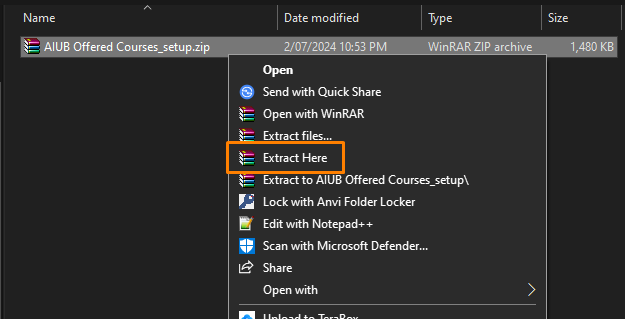 Name Date modified Type Size
AIUB Offered Courses_setup.zip 2/07/2024 10:53 PM WinRAR ZIP archive 1,480 KB
Open
Send with Quick Share
Open with WinRAR
Extract files...
Extract Here
Extract to AIUB Offered Courses_setup\
Lock with Anvi Folder Locker
Edit with Notepad++
Scan with Microsoft Defender...
Share
Open with
Upload to TeraBox